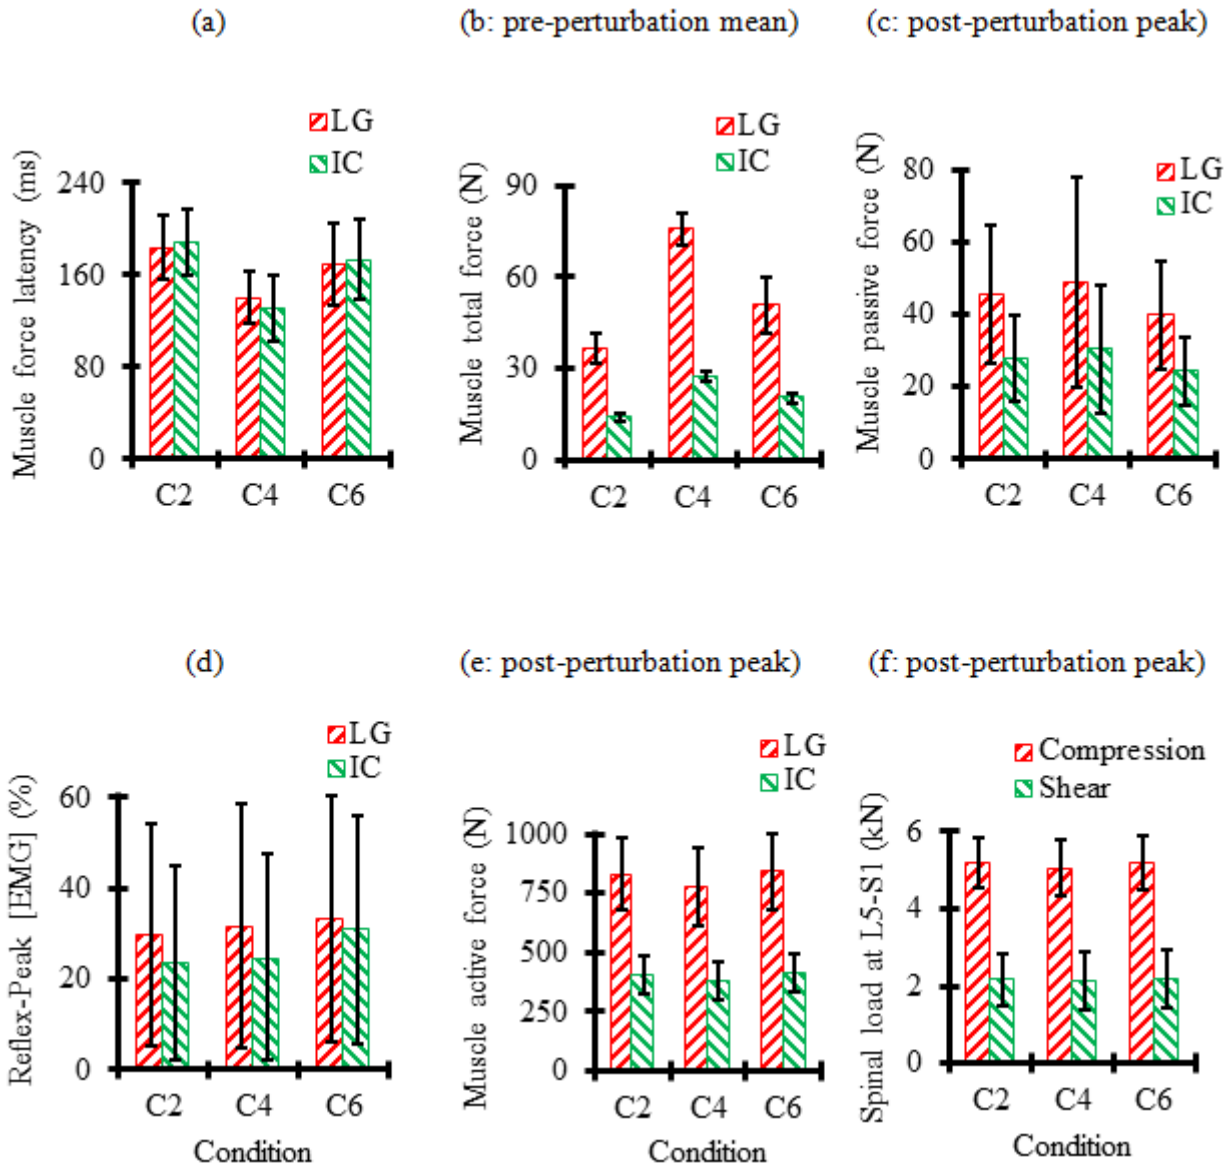 (a)
Muscle force latency (ms)
LG
IC
240
160
80
0
C2 C4 C6
(b: pre-perturbation mean)
Muscle total force (N)
LG
IC
90
60
30
0
C2 C4 C6
(c: post-perturbation peak)
Muscle passive force (N)
LG
IC
80
60
40
20
0
C2 C4 C6
(d)
Reflex-Peak [EMG] (%)
LG
IC
60
40
20
0
C2 C4 C6
Condition
(e: post-perturbation peak)
Muscle active force (N)
LG
IC
1000
750
500
250
0
C2 C4 C6
Condition
(f: post-perturbation peak)
Spinal load at L5-S1 (kN)
Compression
Shear
6
4
2
0
C2 C4 C6
Condition